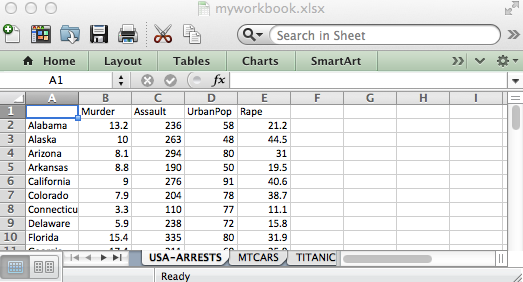 myworkbook.xlsx
Search in Sheet
Home Layout Tables Charts SmartArt
A1 fx
A B C D E F G H I
1 Murder Assault UrbanPop Rape
2 Alabama 13.2 236 58 21.2
3 Alaska 10 263 48 44.5
4 Arizona 8.1 294 80 31
5 Arkansas 8.8 190 50 19.5
6 California 9 276 91 40.6
7 Colorado 7.9 204 78 38.7
8 Connecticu 3.3 110 77 11.1
9 Delaware 5.9 238 72 15.8
10 Florida 15.4 335 80 31.9
USA-ARRESTS MTCARS TITANIC
Ready